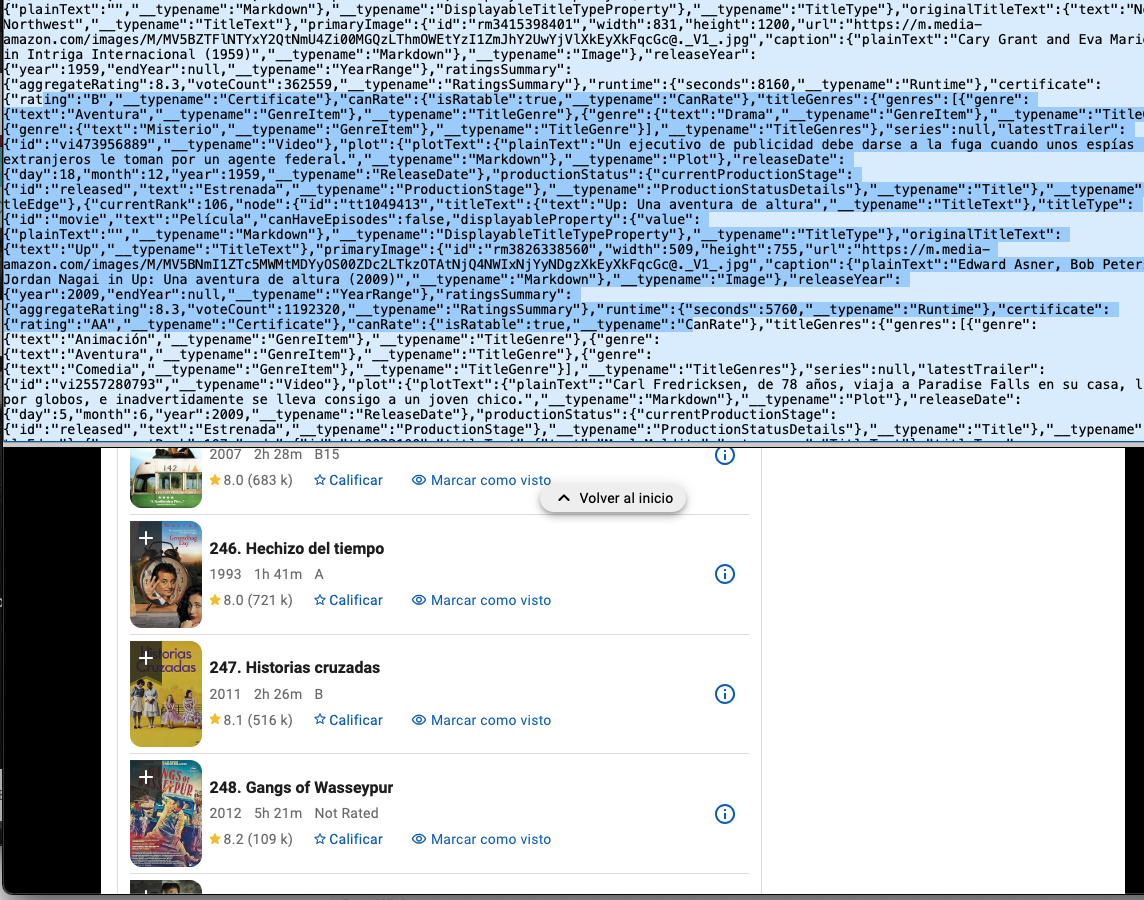 {"plainText":"","__typename":"Markdown"},"__typename":"DisplayableTitleTypeProperty"},"__typename":"TitleType"},"originalTitleText":{"text":"No
Northwest","__typename":"TitleText"},"primaryImage":{"id":"rm3415398401","width":831,"height":1200,"url":"https://m.media-
amazon.com/images/M/MV5BZTFlNTYxY2QtNmU4Zi00MGQzLThmOWEtYzI1ZmJhY2UwYjVlXkEyXkFqcGc@._V1_.jpg","caption":{"plainText":"Cary Grant and Eva Marie
in Intriga Internacional (1959)","__typename":"Markdown"},"__typename":"Image"},"releaseYear":
{"year":1959,"endYear":null,"__typename":"YearRange"},"ratingsSummary":
{"aggregateRating":8.3,"voteCount":362559,"__typename":"RatingsSummary"},"runtime":{"seconds":8160,"__typename":"Runtime"},"certificate":
{"rating":"B","__typename":"Certificate"},"canRate":{"isRatable":true,"__typename":"CanRate"},"titleGenres":{"genres":[{"genre":
{"text":"Aventura","__typename":"GenreItem"},"__typename":"TitleGenre"},{"genre":{"text":"Drama","__typename":"GenreItem"},"__typename":"TitleG
{"genre":{"text":"Misterio","__typename":"GenreItem"},"__typename":"TitleGenre"}],"__typename":"TitleGenres"},"series":null,"latestTrailer":
{"id":"vi473956889","__typename":"Video"},"plot":{"plotText":{"plainText":"Un ejecutivo de publicidad debe darse a la fuga cuando unos espías
extranjeros le toman por un agente federal.","__typename":"Markdown"},"__typename":"Plot"},"releaseDate":
{"day":18,"month":12,"year":1959,"__typename":"ReleaseDate"},"productionStatus":{"currentProductionStage":
{"id":"released","text":"Estrenada","__typename":"ProductionStage"},"__typename":"ProductionStatusDetails"},"__typename":"Title"},"__typename"
tleEdge"},{"currentRank":106,"node":{"id":"tt1049413","titleText":{"text":"Up: Una aventura de altura","__typename":"TitleText"},"titleType":
{"id":"movie","text":"Película","canHaveEpisodes":false,"displayableProperty":{"value":
{"plainText":"","__typename":"Markdown"},"__typename":"DisplayableTitleTypeProperty"},"__typename":"TitleType"},"originalTitleText":
{"text":"Up","__typename":"TitleText"},"primaryImage":{"id":"rm3826338560","width":509,"height":755,"url":"https://m.media-
amazon.com/images/M/MV5BNmI1ZTc5MWMtMDYyOS00ZDc2LTkzOTAtNjQ4NWIxNjYyNDgzXkEyXkFqcGc@._V1_.jpg","caption":{"plainText":"Edward Asner, Bob Peter
Jordan Nagai in Up: Una aventura de altura (2009)","__typename":"Markdown"},"__typename":"Image"},"releaseYear":
{"year":2009,"endYear":null,"__typename":"YearRange"},"ratingsSummary":
{"aggregateRating":8.3,"voteCount":1192320,"__typename":"RatingsSummary"},"runtime":{"seconds":5760,"__typename":"Runtime"},"certificate":
{"rating":"AA","__typename":"Certificate"},"canRate":{"isRatable":true,"__typename":"CanRate"},"titleGenres":{"genres":[{"genre":
{"text":"Animación","__typename":"GenreItem"},"__typename":"TitleGenre"},{"genre":
{"text":"Aventura","__typename":"GenreItem"},"__typename":"TitleGenre"},{"genre":
{"text":"Comedia","__typename":"GenreItem"},"__typename":"TitleGenre"}],"__typename":"TitleGenres"},"series":null,"latestTrailer":
{"id":"vi2557280793","__typename":"Video"},"plot":{"plotText":{"plainText":"Carl Fredricksen, de 78 años, viaja a Paradise Falls en su casa, l
por globos, e inadvertidamente se lleva consigo a un joven chico.","__typename":"Markdown"},"__typename":"Plot"},"releaseDate":
{"day":5,"month":6,"year":2009,"__typename":"ReleaseDate"},"productionStatus":{"currentProductionStage":
{"id":"released","text":"Estrenada","__typename":"ProductionStage"},"__typename":"ProductionStatusDetails"},"__typename":"Title"},"__typename"
142
2007 2h 28m B15
8.0 (683 k) Calificar Marcar como visto
Volver al inicio
Groundhog Day
246. Hechizo del tiempo
1993 1h 41m A
8.0 (721 k) Calificar Marcar como visto
Historias Cruzadas
247. Historias cruzadas
2011 2h 26m B
8.1 (516 k) Calificar Marcar como visto
248. Gangs of Wasseypur
2012 5h 21m Not Rated
8.2 (109 k) Calificar Marcar como visto